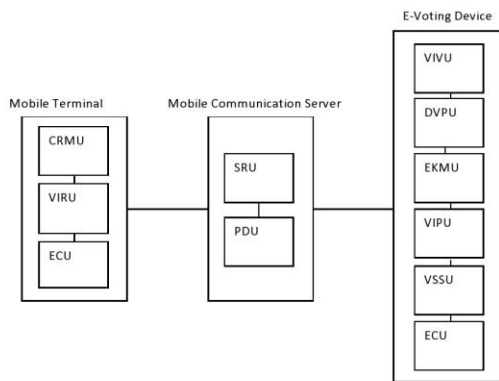 E-Voting Device
Mobile Terminal
Mobile Communication Server
CRMU
VIRU
ECU
SRU
PDU
VIVU
DVPU
EKMU
VIPU
VSSU
ECU